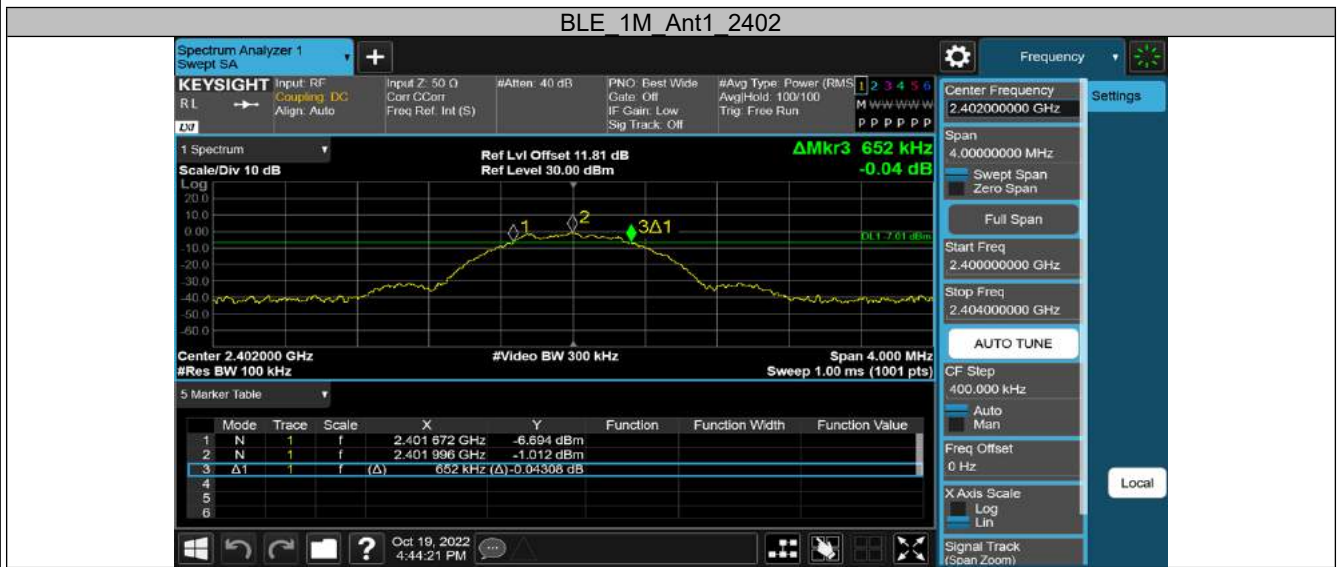 BLE_1M_Ant1_2402
Spectrum Analyzer 1
Swept SA
+
Frequency
KEYSIGHT
RL
LXI
Input: RF
Coupling: DC
Align: Auto
Input Z: 50 Ω
Corr CCorr
Freq Ref: Int (S)
#Atten: 40 dB
PNO: Best Wide
Gate: Off
IF Gain: Low
Sig Track: Off
#Avg Type: Power (RMS
Avg|Hold: 100/100
Trig: Free Run
1 2 3 4 5 6
M W W W W W
P P P P P P
1 Spectrum
Scale/Div 10 dB
Ref Lvl Offset 11.81 dB
Ref Level 30.00 dBm
ΔMkr3 652 kHz
-0.04 dB
Log
20.0
10.0
0.00
-10.0
-20.0
-30.0
-40.0
-50.0
-60.0
1
2
3Δ1
DL1 -7.01 dBm
Center 2.402000 GHz
#Res BW 100 kHz
#Video BW 300 kHz
Span 4.000 MHz
Sweep 1.00 ms (1001 pts)
5 Marker Table
Mode Trace Scale X Y Function Function Width Function Value
1 N 1 f 2.401 672 GHz -6.694 dBm
2 N 1 f 2.401 996 GHz -1.012 dBm
3 Δ1 1 f (Δ) 652 kHz (Δ) -0.04308 dB
4
5
6
?
Oct 19, 2022
4:44:21 PM
Center Frequency
2.402000000 GHz
Settings
Span
4.00000000 MHz
Swept Span
Zero Span
Full Span
Start Freq
2.400000000 GHz
Stop Freq
2.404000000 GHz
AUTO TUNE
CF Step
400.000 kHz
Auto
Man
Freq Offset
0 Hz
X Axis Scale
Log
Lin
Signal Track
(Span Zoom)
Local